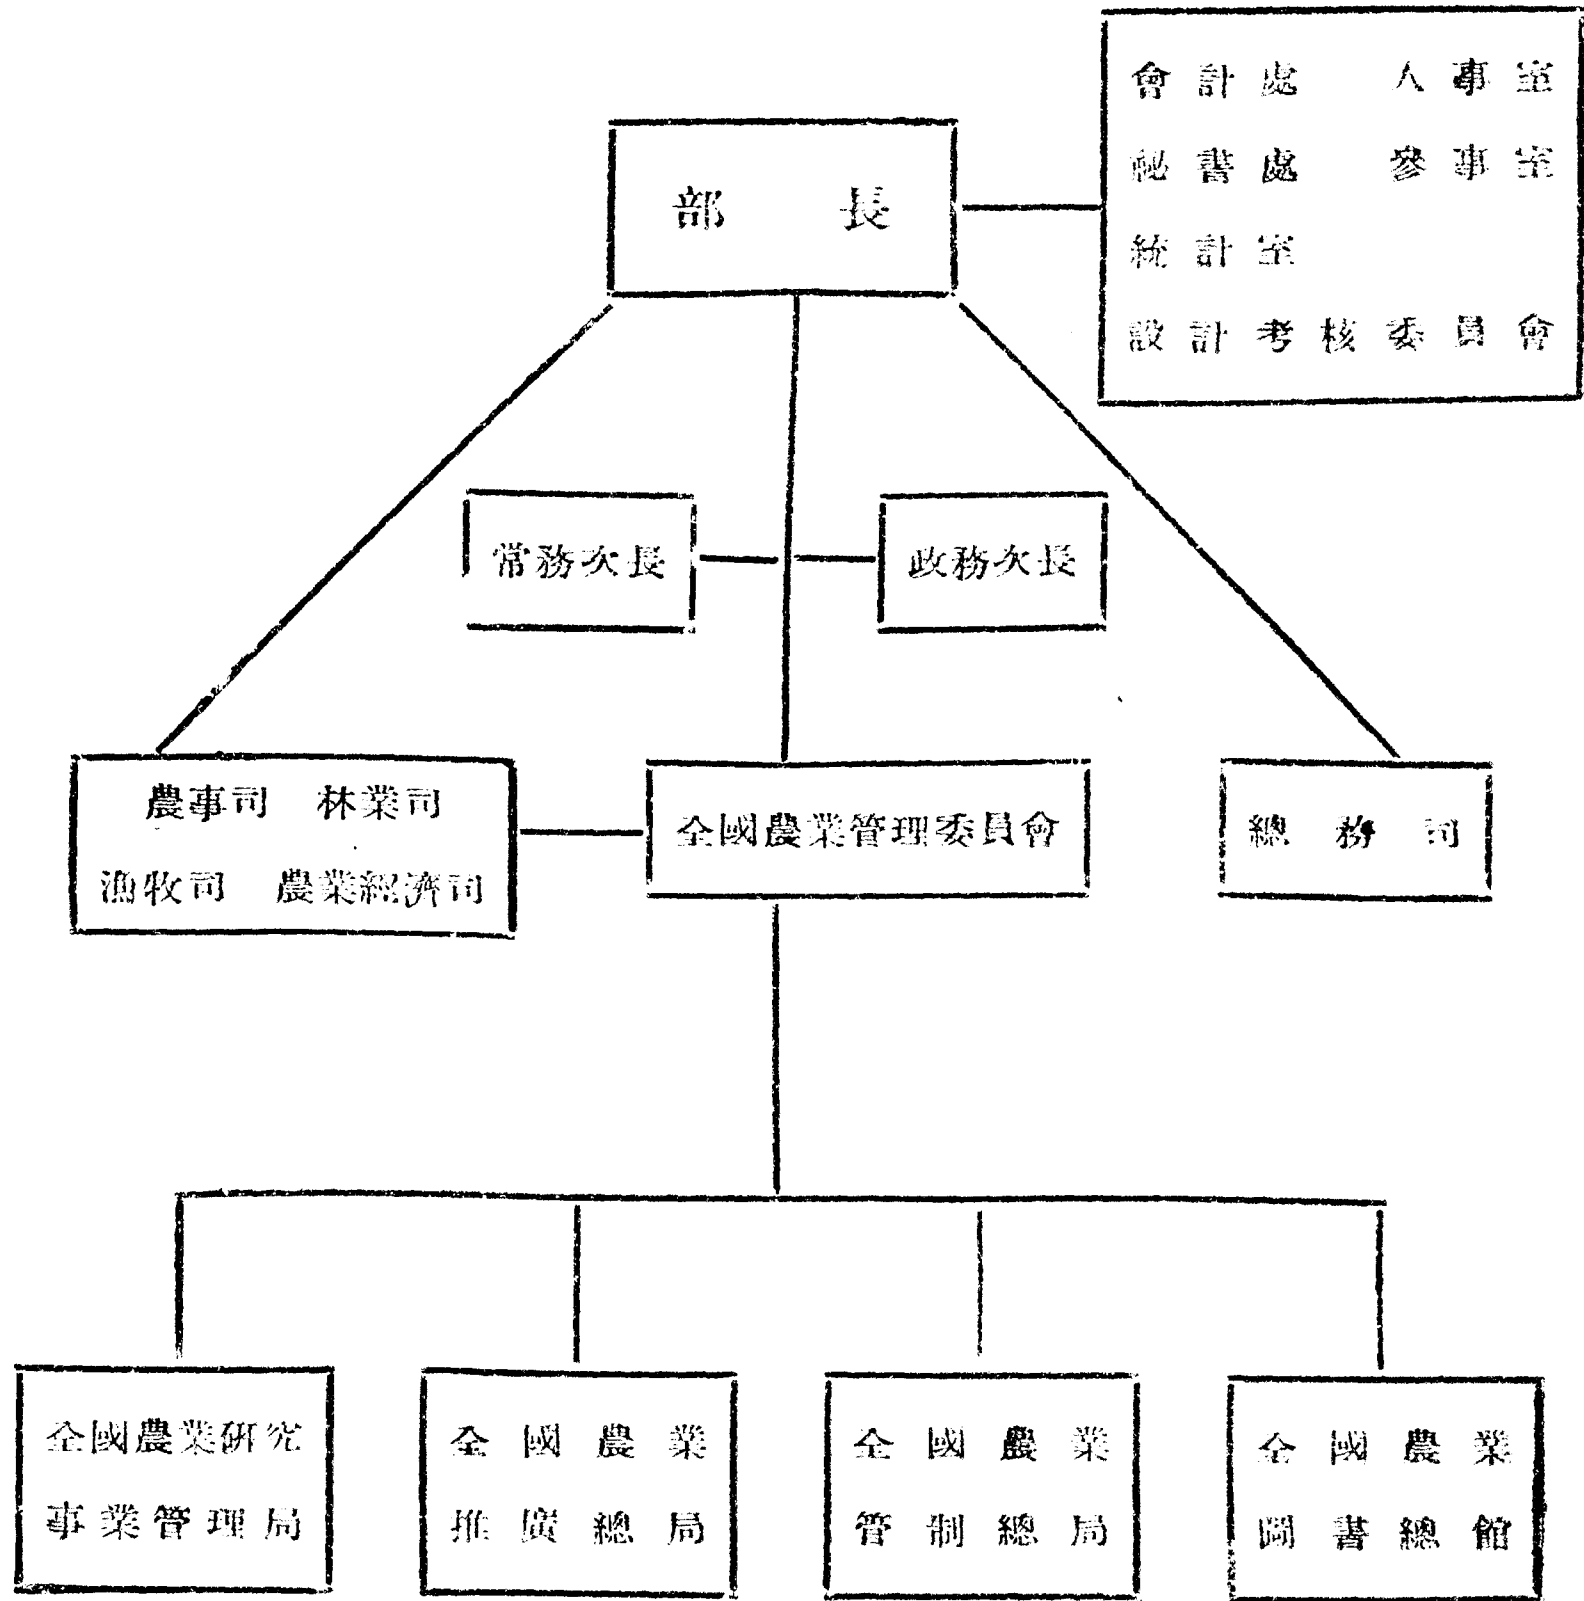 部長
會計處 人事室
秘書處 參事室
統計室
設計考核委員會
常務次長
政務次長
農事司 林業司
漁牧司 農業經濟司
全國農業管理委員會
總務司
全國農業研究
事業管理局
全國農業
推廣總局
全國農業
管制總局
全國農業
圖書總館